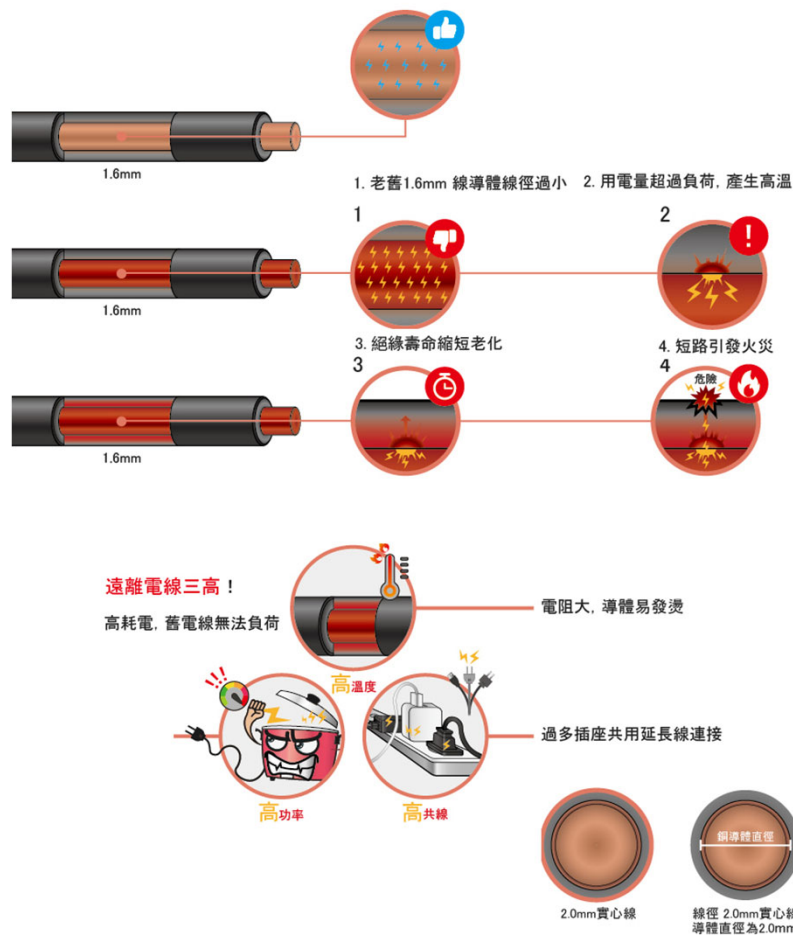 1.6mm
1. 老舊1.6mm 線導體線徑過小
2. 用電量超過負荷, 產生高溫
1
2
1.6mm
3. 絕緣壽命縮短老化
4. 短路引發火災
3
4
危險
1.6mm
遠離電線三高！
高耗電, 舊電線無法負荷
電阻大, 導體易發燙
高溫度
過多插座共用延長線連接
高功率
高共線
銅導體直徑
2.0mm實心線
線徑 2.0mm實心線
導體直徑為2.0mm